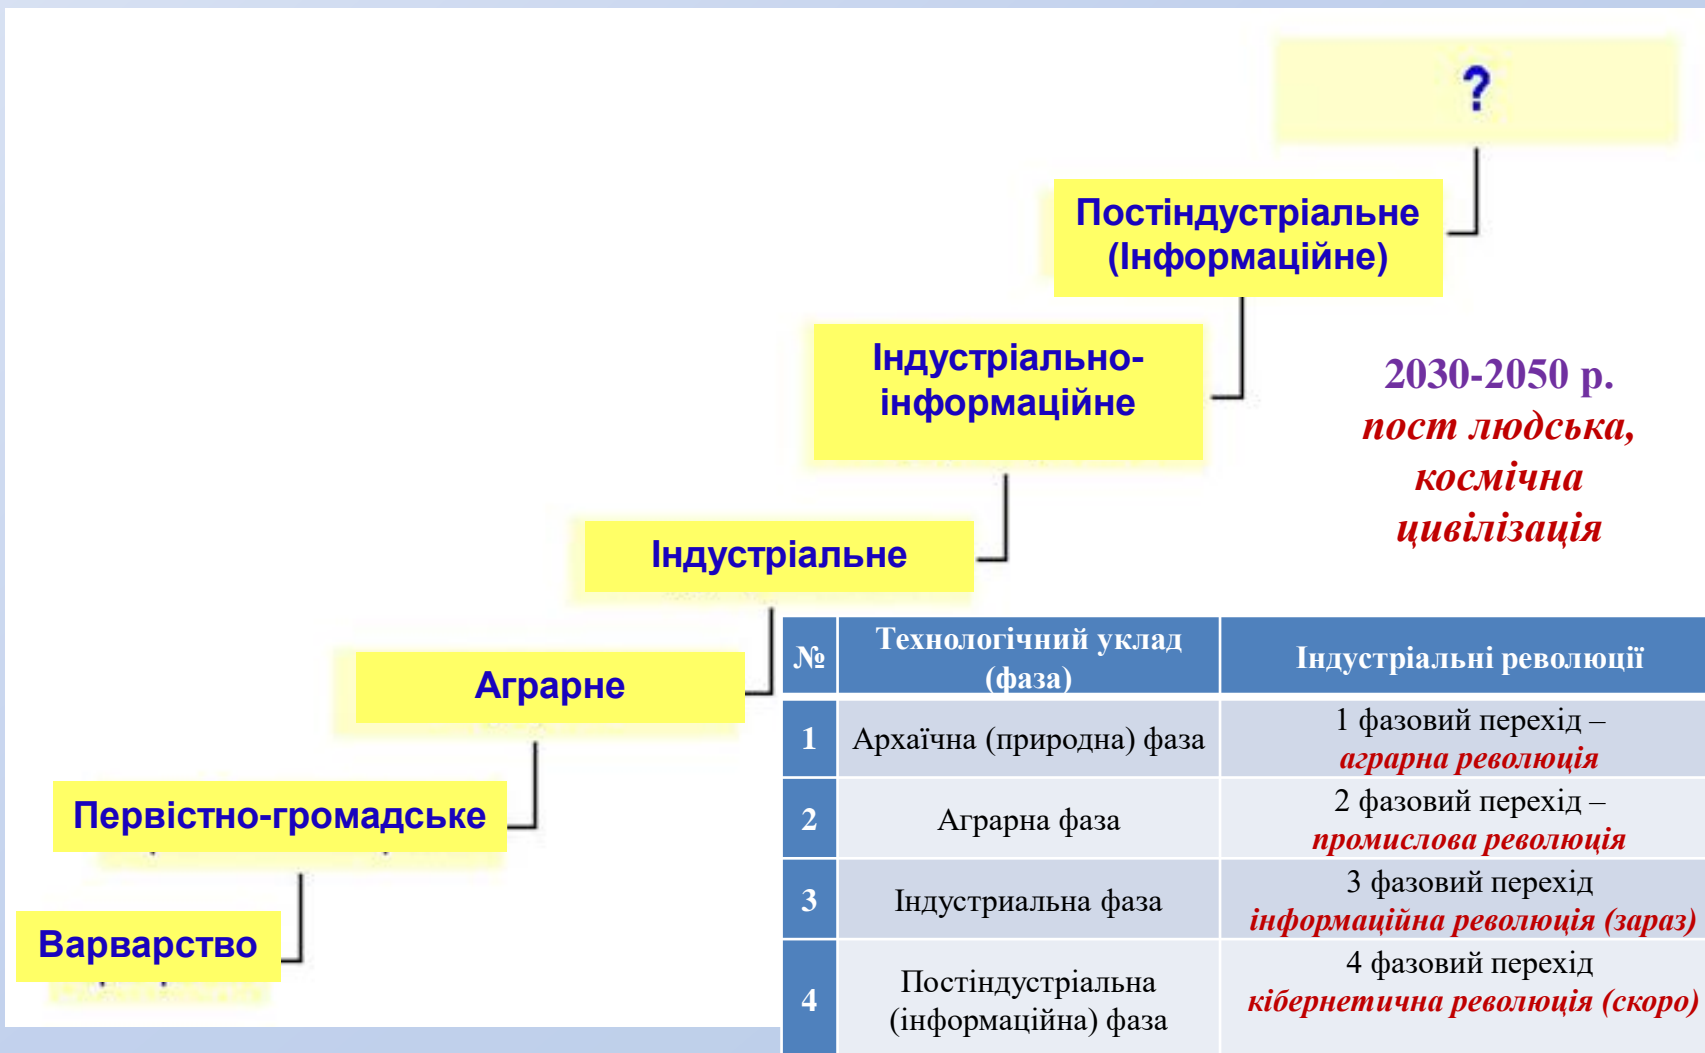 ?
Постіндустріальне
(Інформаційне)
Індустріально-
інформаційне
2030-2050 р.
пост людська,
космічна
цивілізація
Індустріальне
Аграрне
Первістно-громадське
Варварство
№ Технологічний уклад (фаза) Індустріальні революції
1 Архаїчна (природна) фаза 1 фазовий перехід –
аграрна революція
2 Аграрна фаза 2 фазовий перехід –
промислова революція
3 Індустриальна фаза 3 фазовий перехід
інформаційна революція (зараз)
4 Постіндустріальна
(інформаційна) фаза 4 фазовий перехід
кібернетична революція (скоро)